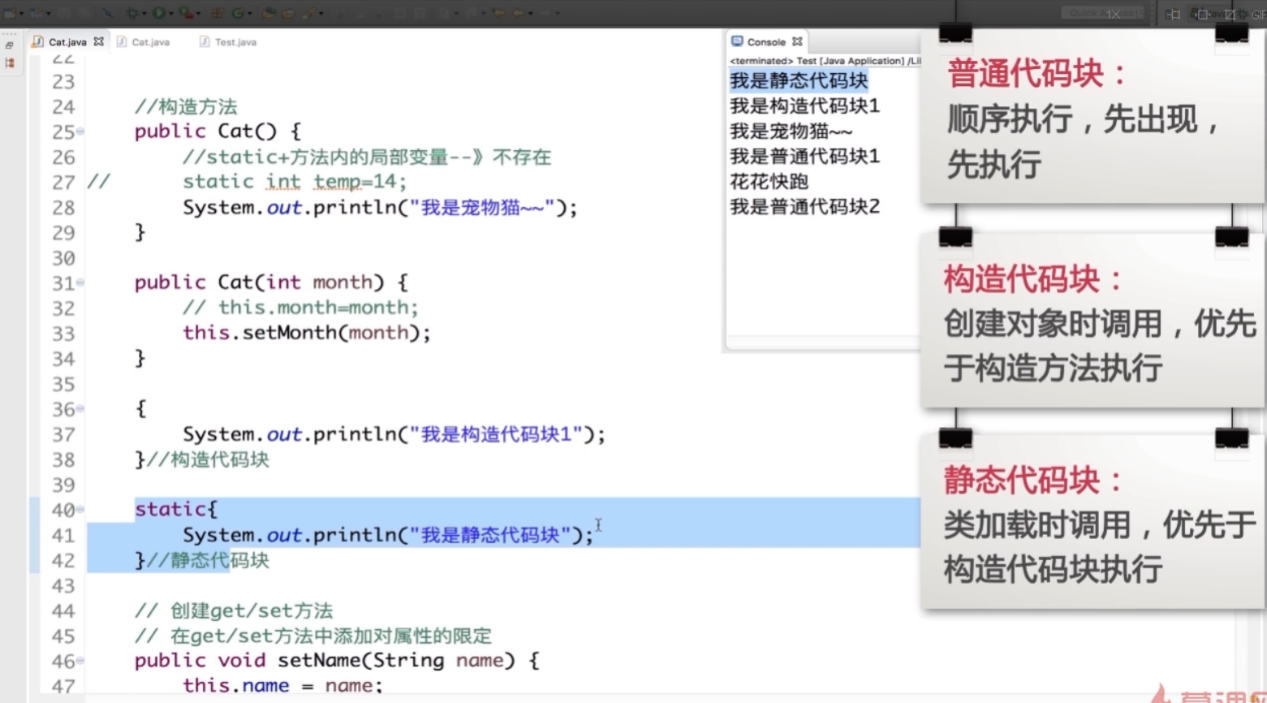 Quick Access
1X
Cat.java
Cat.java
Test.java
22
23
24 //构造方法
25 public Cat() {
26 //static+方法内的局部变量--》不存在
27 // static int temp=14;
28 System.out.println("我是宠物猫~~");
29 }
30
31 public Cat(int month) {
32 // this.month=month;
33 this.setMonth(month);
34 }
35
36 {
37 System.out.println("我是构造代码块1");
38 }//构造代码块
39
40 static{
41 System.out.println("我是静态代码块");
42 }//静态代码块
43
44 // 创建get/set方法
45 // 在get/set方法中添加对属性的限定
46 public void setName(String name) {
47 this.name = name;
Console
<terminated> Test [Java Application] /Li
我是静态代码块
我是构造代码块1
我是宠物猫~~
我是普通代码块1
花花快跑
我是普通代码块2
普通代码块：
顺序执行，先出现，
先执行
构造代码块：
创建对象时调用，优先
于构造方法执行
静态代码块：
类加载时调用，优先于
构造代码块执行